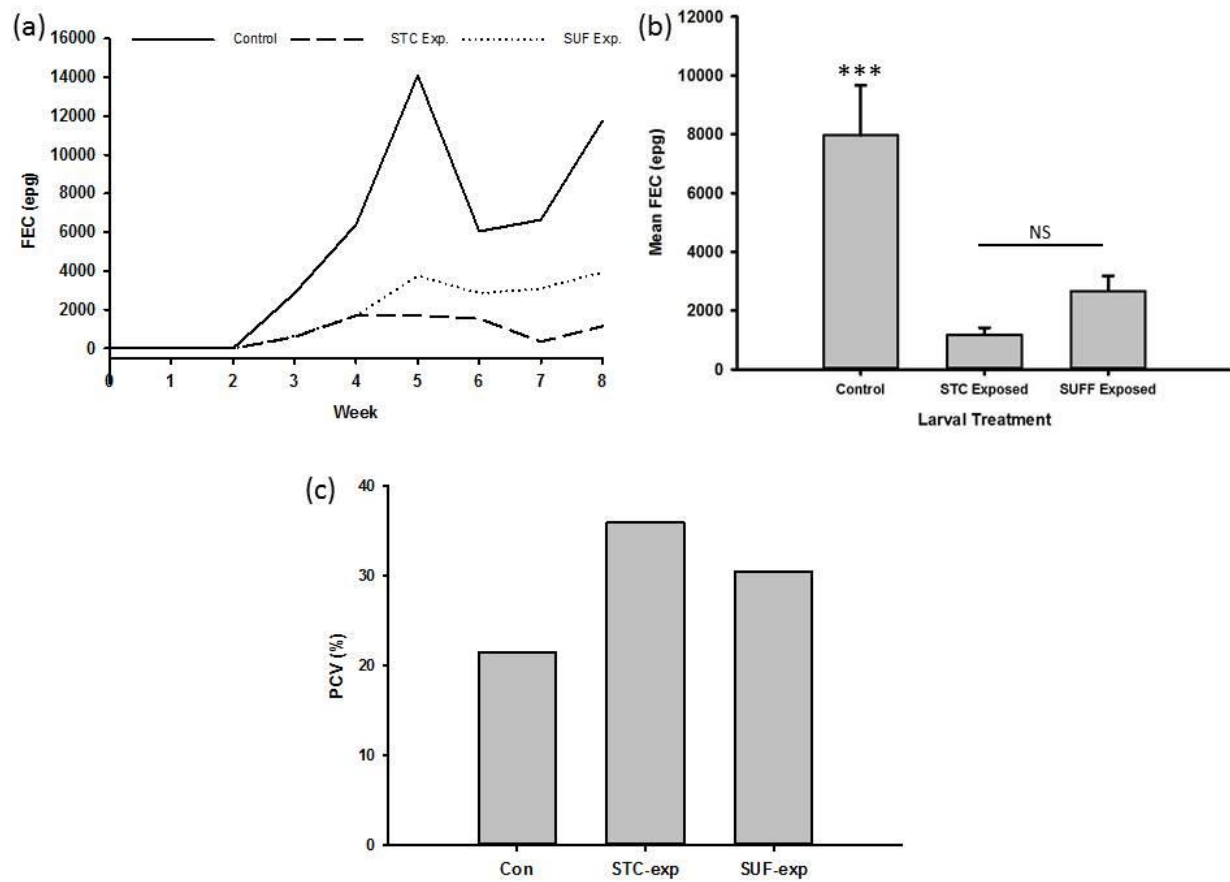 (a)
16000
Control
STC Exp.
SUF Exp.
14000
12000
10000
8000
6000
4000
2000
0
FEC (epg)
0 1 2 3 4 5 6 7 8
Week
(b)
12000
10000
8000
6000
4000
2000
0
Mean FEC (epg)
***
NS
Control STC Exposed SUFF Exposed
Larval Treatment
(c)
40
30
20
10
0
PCV (%)
Con STC-exp SUF-exp